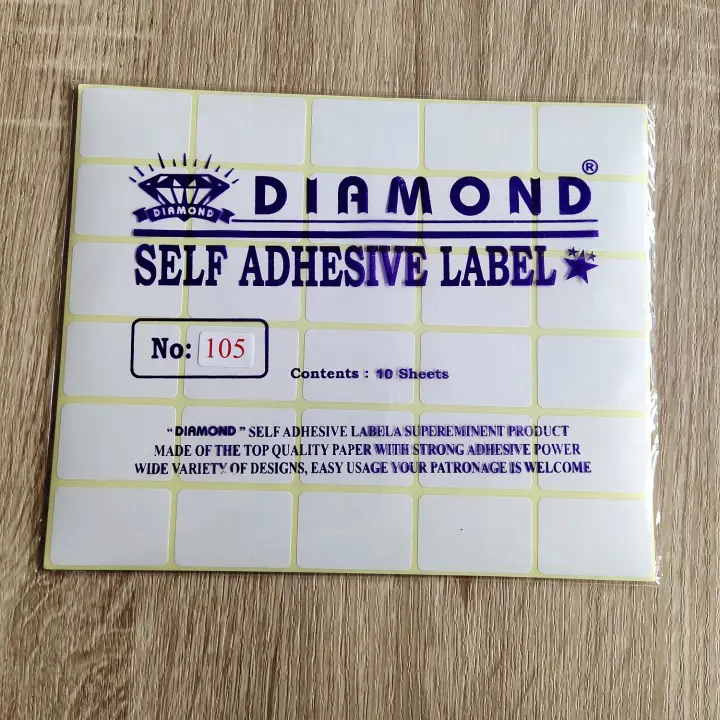 DIAMOND
DIAMOND ®
SELF ADHESIVE LABEL
No: 105
Contents : 10 Sheets
“DIAMOND” SELF ADHESIVE LABELA SUPEREMINENT PRODUCT
MADE OF THE TOP QUALITY PAPER WITH STRONG ADHESIVE POWER
WIDE VARIETY OF DESIGNS, EASY USAGE YOUR PATRONAGE IS WELCOME